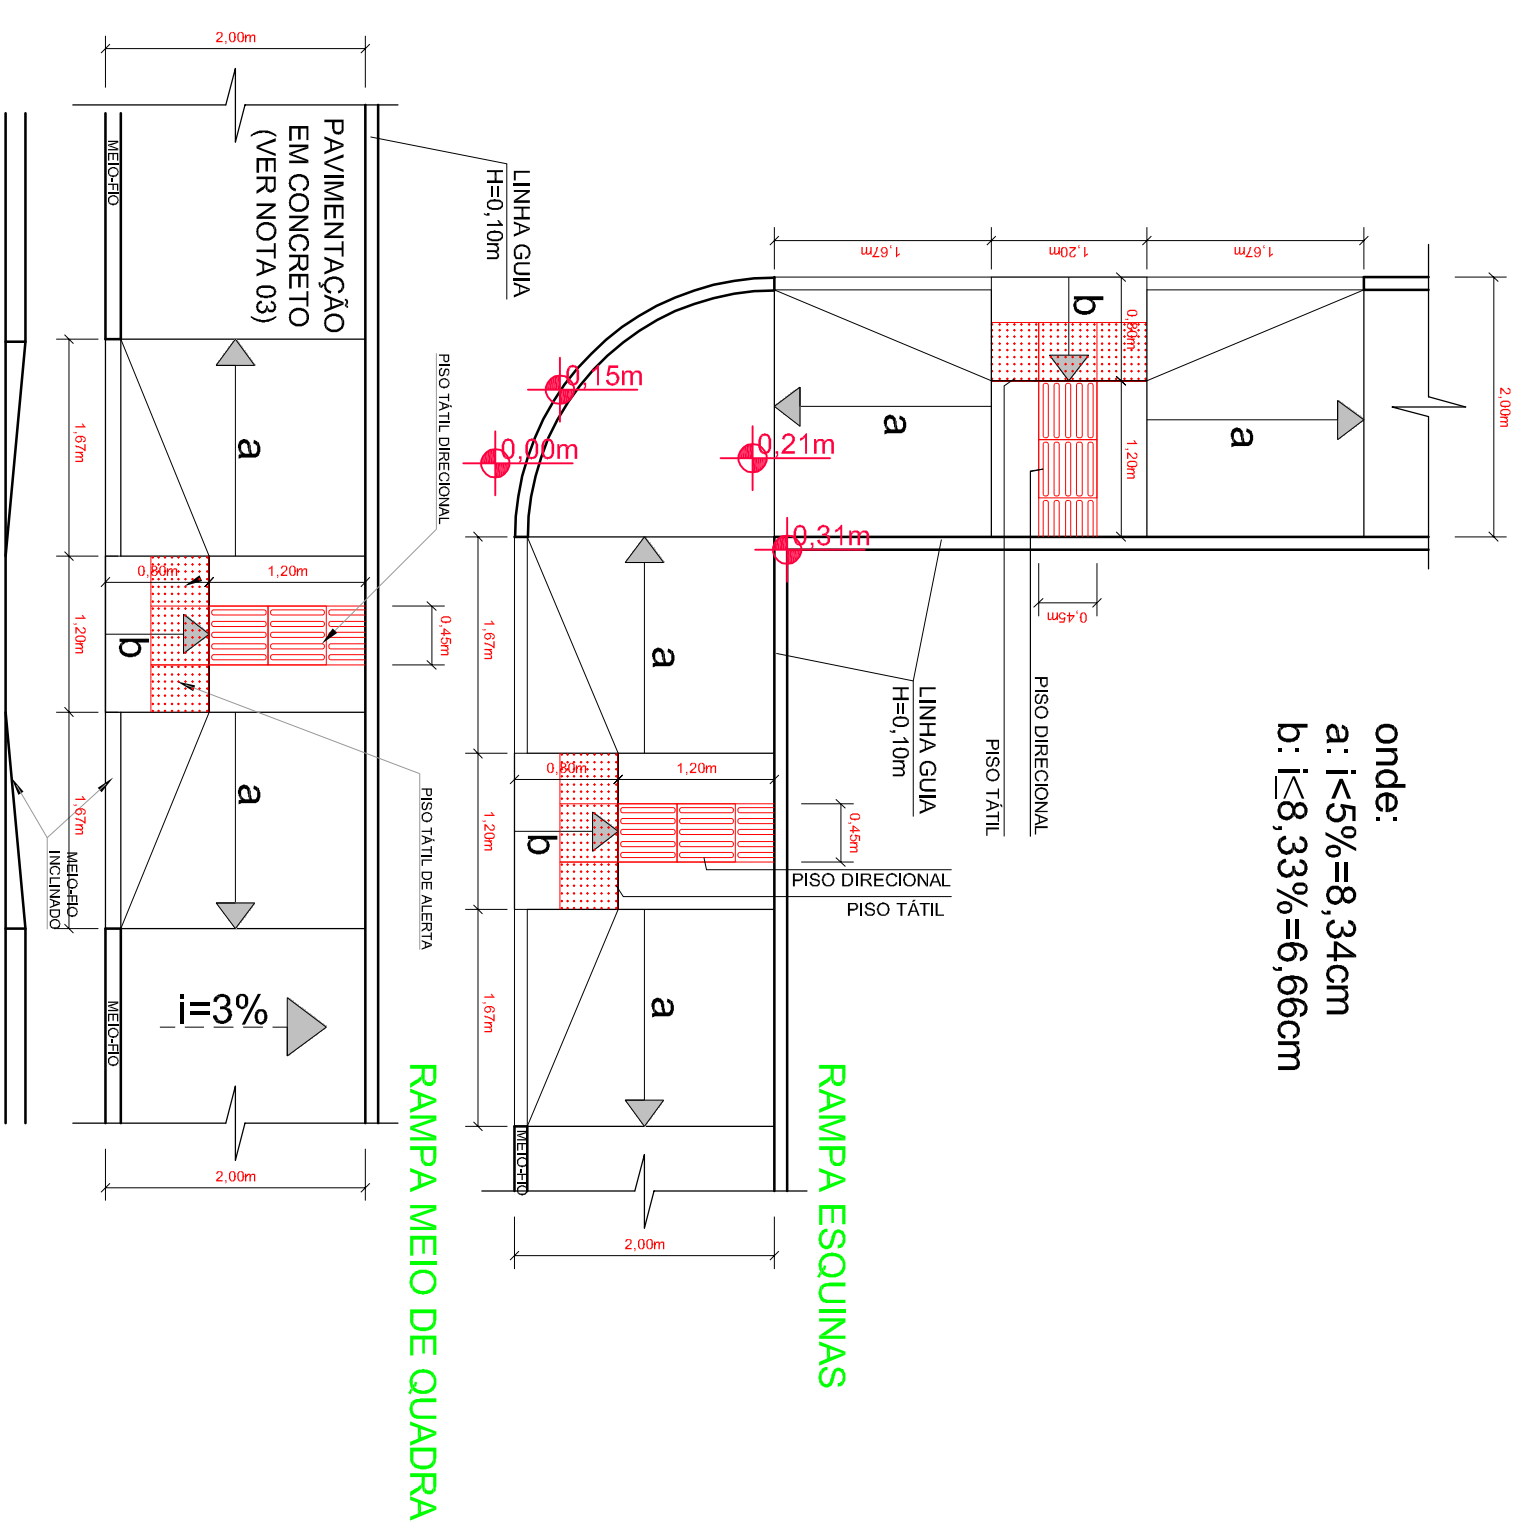 onde:
a: i<5%=8,34cm
b: i≤8,33%=6,66cm
2,00m
1,67m
1,20m
1,67m
0,80m
1,20m
0,45m
b
a
a
PISO DIRECIONAL
PISO TÁTIL
LINHA GUIA
H=0,10m
0,15m
0,00m
0,21m
0,31m
1,67m
1,20m
1,67m
0,80m
1,20m
0,45m
a
b
a
PISO DIRECIONAL
PISO TÁTIL
MEIO-FIO
2,00m
RAMPA ESQUINAS
LINHA GUIA
H=0,10m
2,00m
PAVIMENTAÇÃO
EM CONCRETO
(VER NOTA 03)
MEIO-FIO
PISO TÁTIL DIRECIONAL
1,67m
1,20m
1,67m
0,80m
1,20m
0,45m
a
b
a
PISO TÁTIL DE ALERTA
MEIO-FIO
INCLINADO
i=3%
MEIO-FIO
2,00m
RAMPA MEIO DE QUADRA